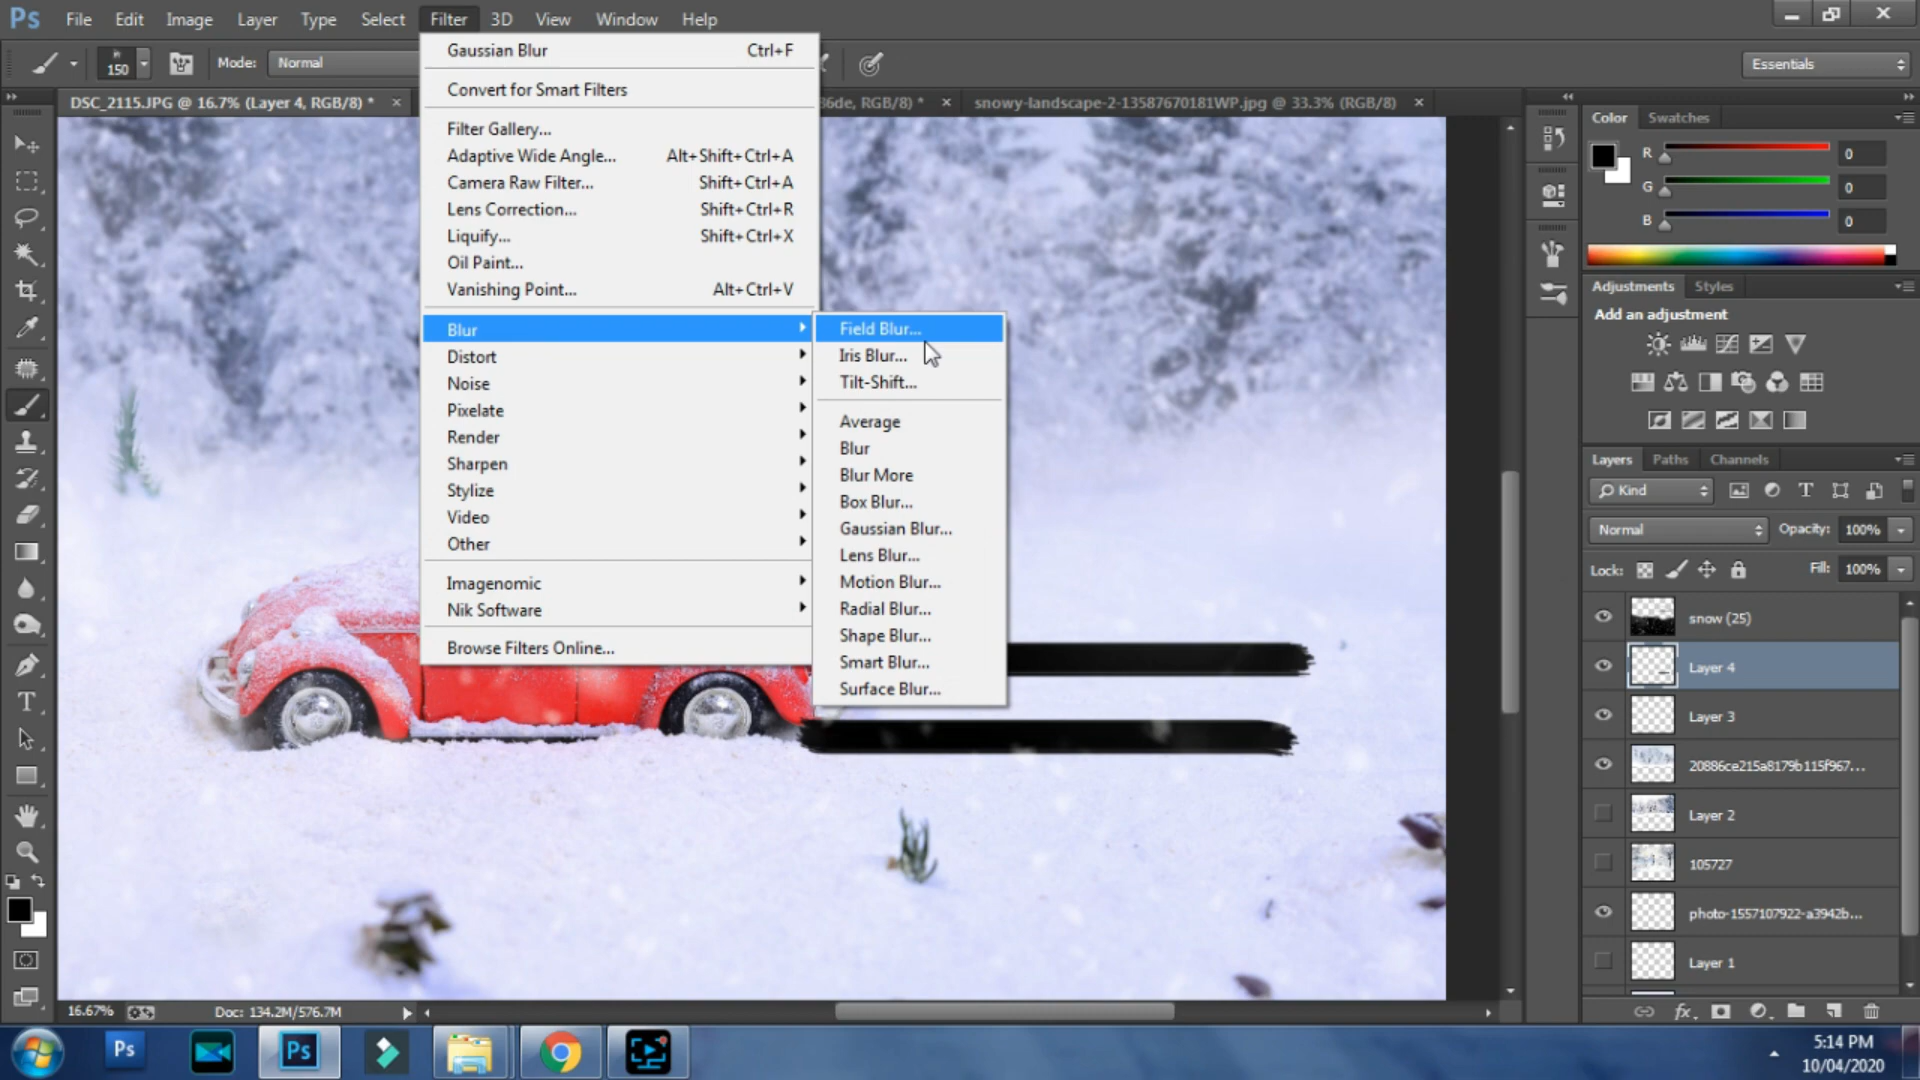 Ps File Edit Image Layer Type Select Filter 3D View Window Help
150 Mode: Normal Essentials
DSC_2115.JPG @ 16.7% (Layer 4, RGB/8) * × 36de, RGB/8) * × snowy-landscape-2-13587670181WP.jpg @ 33.3% (RGB/8) ×
Gaussian Blur Ctrl+F
Convert for Smart Filters
Filter Gallery...
Adaptive Wide Angle... Alt+Shift+Ctrl+A
Camera Raw Filter... Shift+Ctrl+A
Lens Correction... Shift+Ctrl+R
Liquify... Shift+Ctrl+X
Oil Paint...
Vanishing Point... Alt+Ctrl+V
Blur
Distort
Noise
Pixelate
Render
Sharpen
Stylize
Video
Other
Imagenomic
Nik Software
Browse Filters Online...
Field Blur...
Iris Blur...
Tilt-Shift...
Average
Blur
Blur More
Box Blur...
Gaussian Blur...
Lens Blur...
Motion Blur...
Radial Blur...
Shape Blur...
Smart Blur...
Surface Blur...
Color Swatches
R 0
G 0
B 0
Adjustments Styles
Add an adjustment
Layers Paths Channels
Kind
Normal Opacity: 100%
Lock: Fill: 100%
snow (25)
Layer 4
Layer 3
20886ce215a8179b115f967...
Layer 2
105727
photo-1557107922-a3942b...
Layer 1
fx
16.67% Doc: 134.2M/576.7M
Ps Ps
5:14 PM
10/04/2020